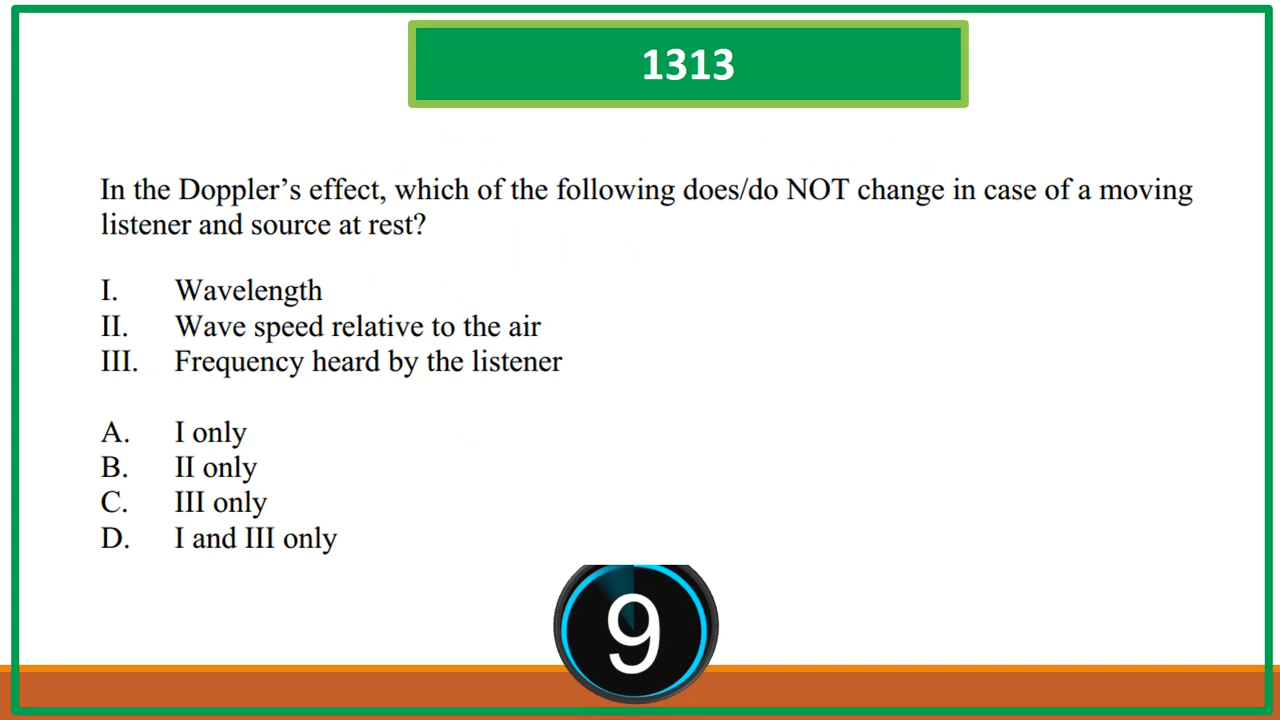 1313
In the Doppler’s effect, which of the following does/do NOT change in case of a moving
listener and source at rest?
I. Wavelength
II. Wave speed relative to the air
III. Frequency heard by the listener
A. I only
B. II only
C. III only
D. I and III only
9